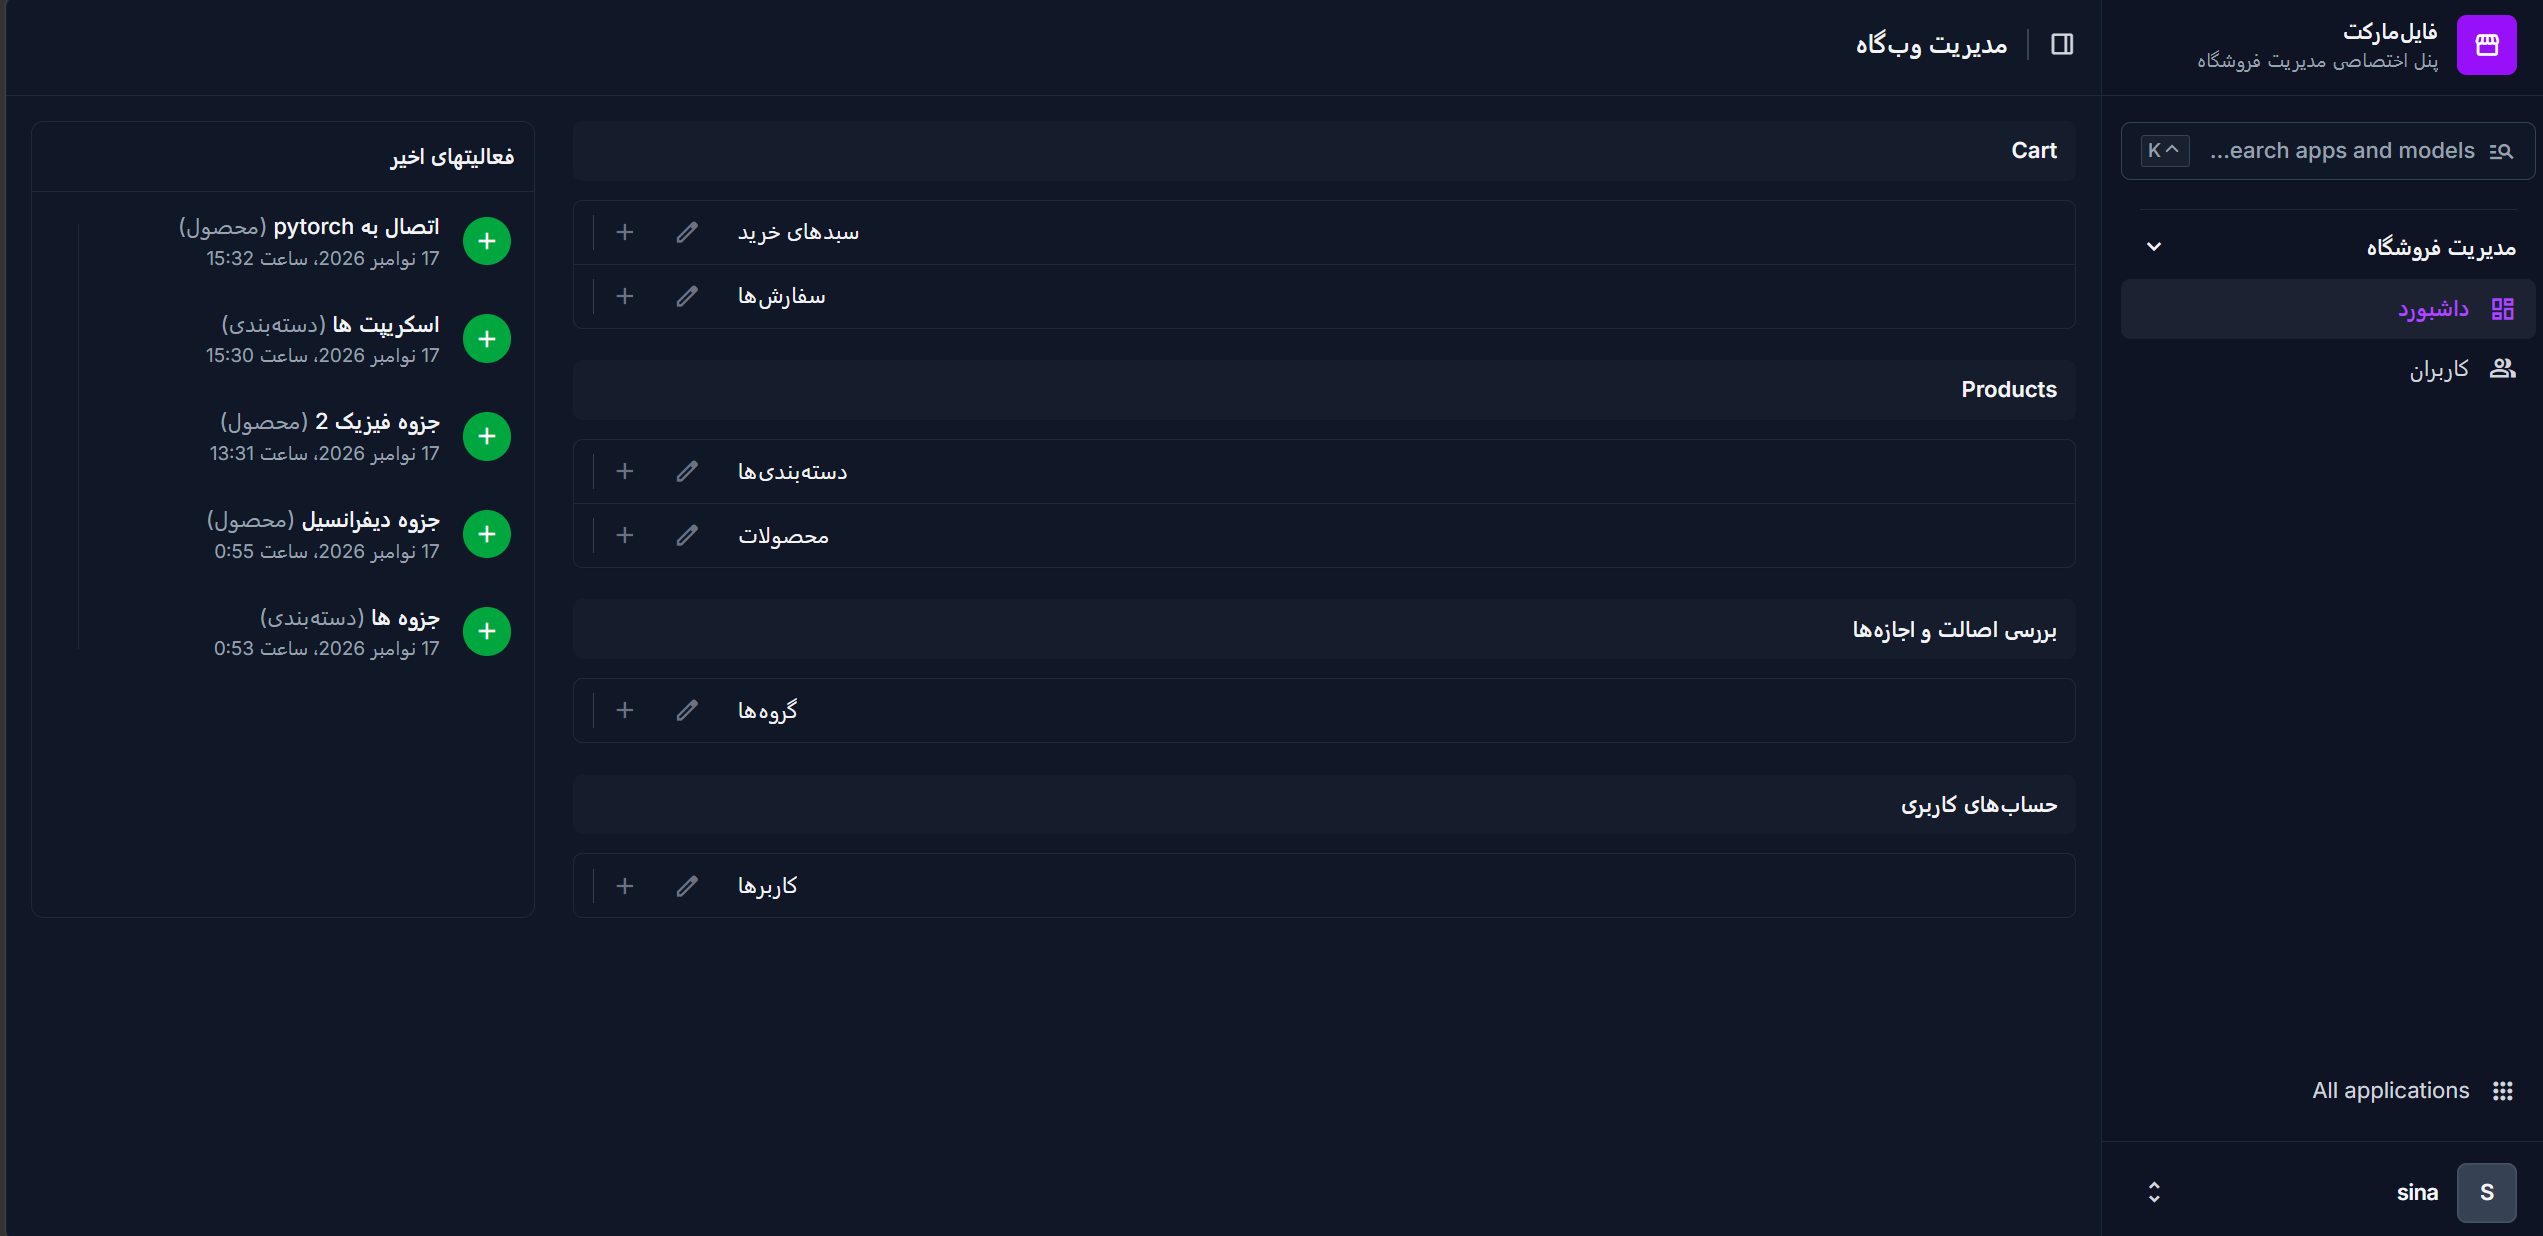 فایل‌مارکت
پنل اختصاصی مدیریت فروشگاه
earch apps and models...
K
مدیریت فروشگاه
داشبورد
کاربران
All applications
sina
S
مدیریت وب‌گاه
Cart
سبدهای خرید
سفارش‌ها
Products
دسته‌بندی‌ها
محصولات
بررسی اصالت و اجازه‌ها
گروه‌ها
حساب‌های کاربری
کاربرها
فعالیتهای اخیر
اتصال به pytorch (محصول)
17 نوامبر 2026، ساعت 15:32
اسکریپت ها (دسته‌بندی)
17 نوامبر 2026، ساعت 15:30
جزوه فیزیک 2 (محصول)
17 نوامبر 2026، ساعت 13:31
جزوه دیفرانسیل (محصول)
17 نوامبر 2026، ساعت 0:55
جزوه ها (دسته‌بندی)
17 نوامبر 2026، ساعت 0:53